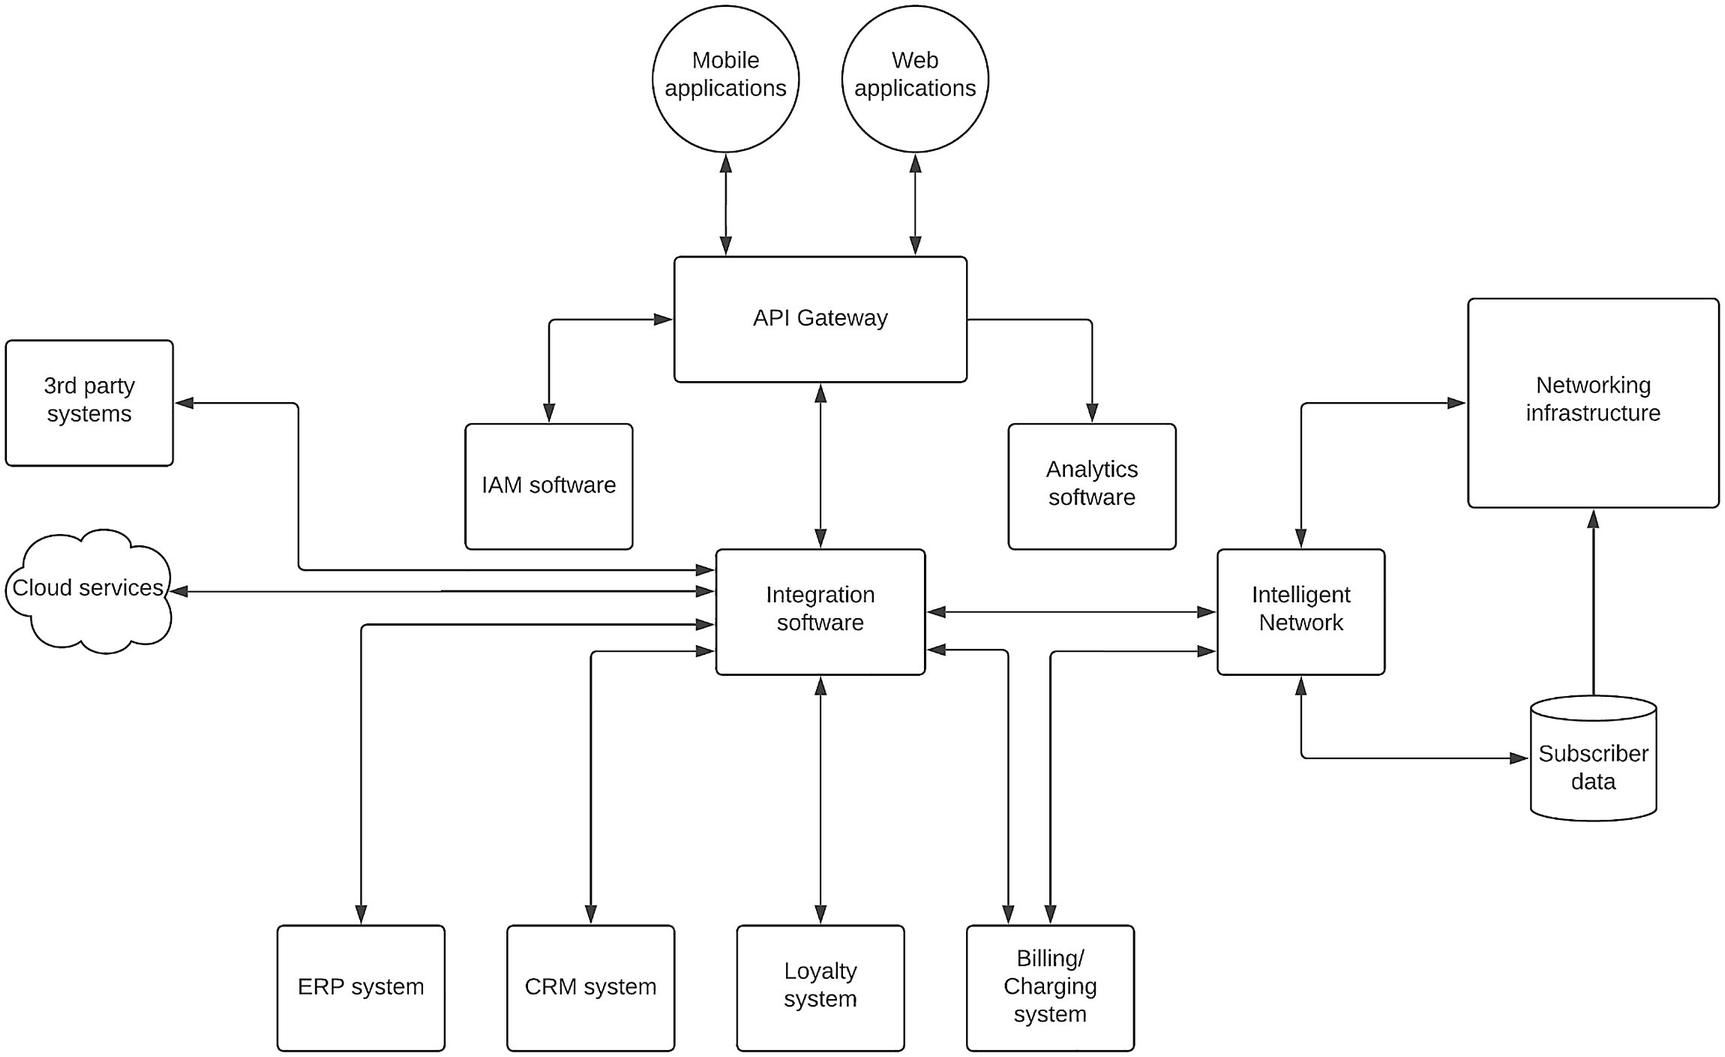 Mobile
applications
Web
applications
API Gateway
3rd party
systems
IAM software
Analytics
software
Networking
infrastructure
Cloud services
Integration
software
Intelligent
Network
Subscriber
data
ERP system
CRM system
Loyalty
system
Billing/
Charging
system